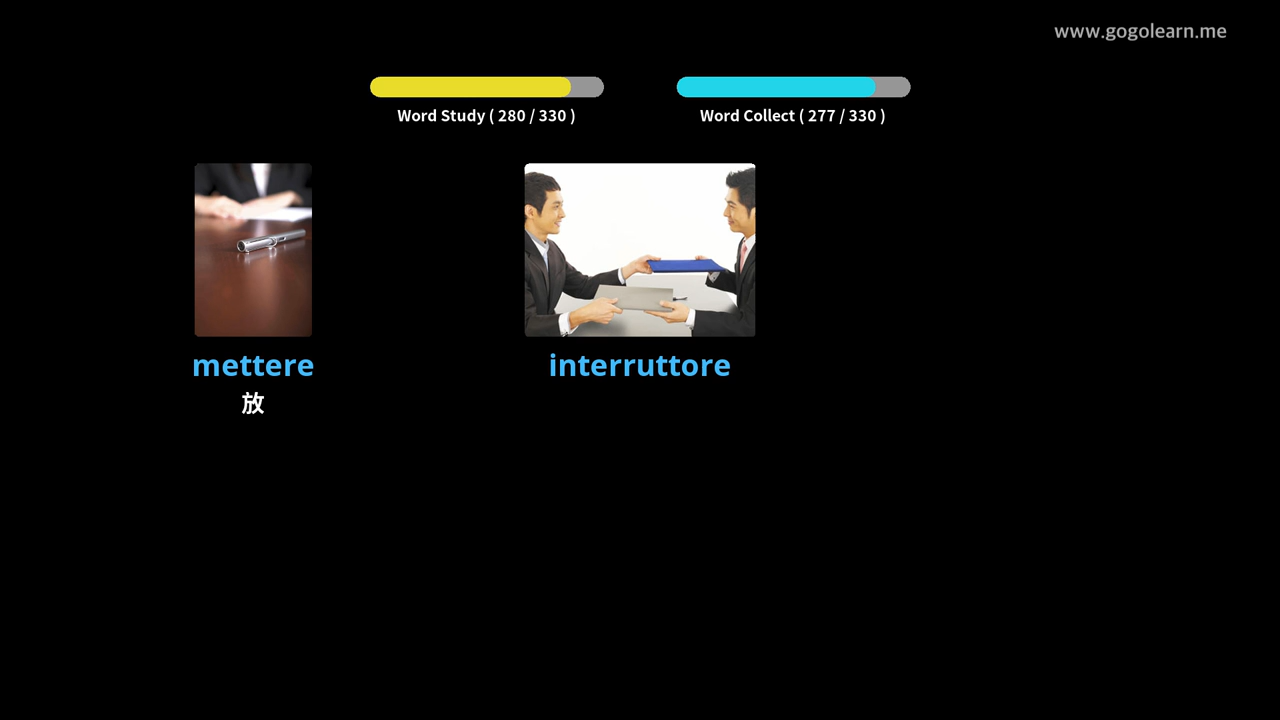 www.gogolearn.me
Word Study ( 280 / 330 )
Word Collect ( 277 / 330 )
mettere
放
interruttore